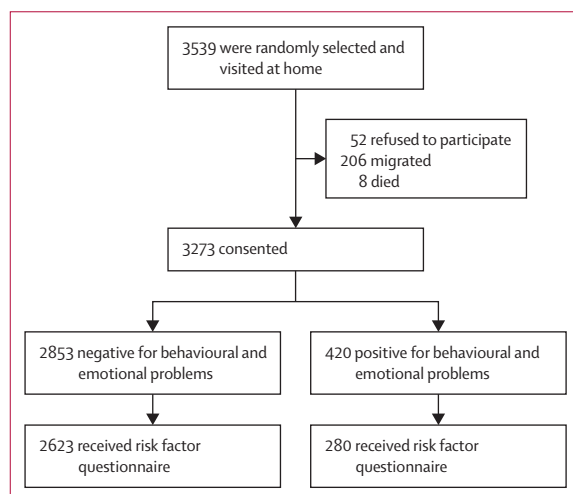 3539 were randomly selected and
visited at home
52 refused to participate
206 migrated
8 died
3273 consented
2853 negative for behavioural and
emotional problems
420 positive for behavioural and
emotional problems
2623 received risk factor
questionnaire
280 received risk factor
questionnaire